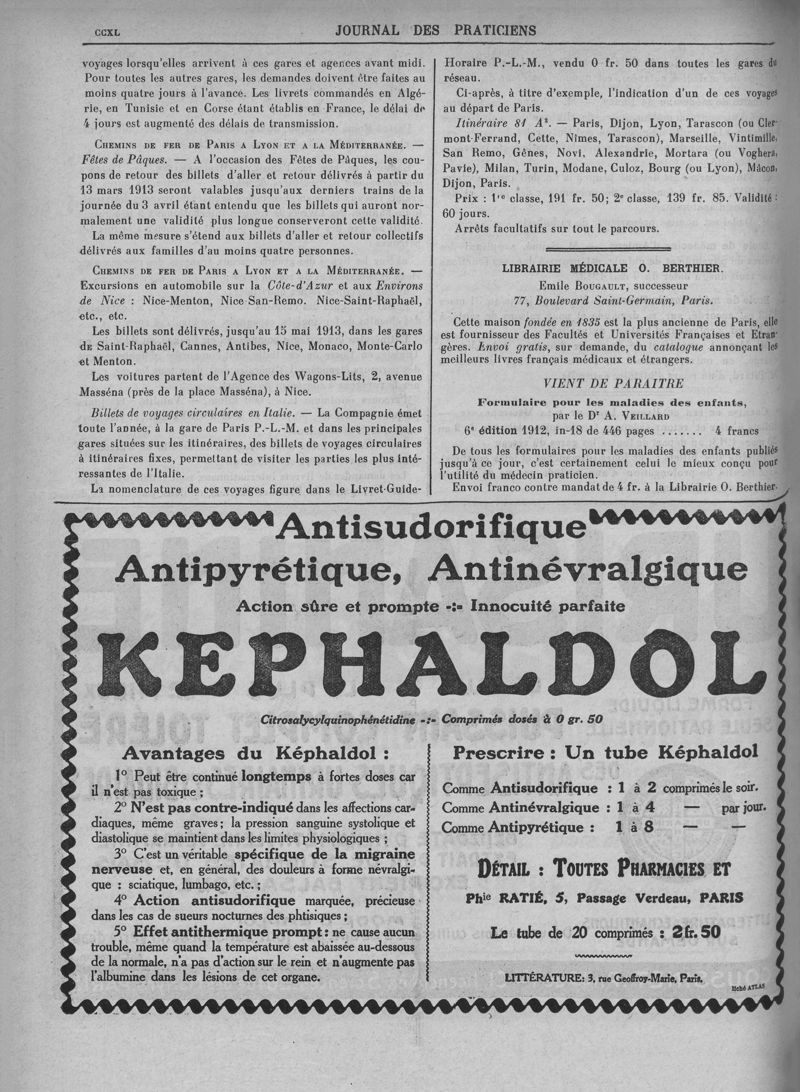 CCXL
JOURNAL DES PRATICIENS
voyages lorsqu'elles arrivent à ces gares et agences avant midi.
Pour toutes les autres gares, les demandes doivent être faites au
moins quatre jours à l'avance. Les livrets commandés en Algé-
rie, en Tunisie et en Corse étant établis en France, le délai de
4 jours est augmenté des délais de transmission.
CHEMINS DE FER DE PARIS A LYON ET A LA MÉDITERRANÉE. —
Fêtes de Pâques. — A l'occasion des Fêtes de Pâques, les cou-
pons de retour des billets d'aller et retour délivrés à partir du
13 mars 1913 seront valables jusqu'aux derniers trains de la
journée du 3 avril étant entendu que les billets qui auront nor-
malement une validité plus longue conserveront cette validité.
La même mesure s'étend aux billets d'aller et retour collectifs
délivrés aux familles d'au moins quatre personnes.
CHEMINS DE FER DE PARIS A LYON ET A LA MÉDITERRANÉE. —
Excursions en automobile sur la Côte-d'Azur et aux Environs
de Nice : Nice-Menton, Nice San-Remo. Nice-Saint-Raphaël,
etc., etc.
Les billets sont délivrés, jusqu'au 15 mai 1913, dans les gares
de Saint-Raphaël, Cannes, Antibes, Nice, Monaco, Monte-Carlo
et Menton.
Les voitures partent de l'Agence des Wagons-Lits, 2, avenue
Masséna (près de la place Masséna), à Nice.
Billets de voyages circulaires en Italie. — La Compagnie émet
toute l'année, à la gare de Paris P.-L.-M. et dans les principales
gares situées sur les itinéraires, des billets de voyages circulaires
à itinéraires fixes, permettant de visiter les parties les plus inté-
ressantes de l'Italie.
La nomenclature de ces voyages figure dans le Livret-Guide-
Horaire P.-L.-M., vendu 0 fr. 50 dans toutes les gares du
réseau.
Ci-après, à titre d'exemple, l'indication d'un de ces voyages
au départ de Paris.
Itinéraire 81 A². — Paris, Dijon, Lyon, Tarascon (ou Cler-
mont-Ferrand, Cette, Nîmes, Tarascon), Marseille, Vintimille,
San Remo, Gênes, Novi, Alexandrie, Mortara (ou Voghera,
Pavie), Milan, Turin, Modane, Culoz, Bourg (ou Lyon), Mâcon,
Dijon, Paris.
Prix : 1re classe, 191 fr. 50; 2e classe, 139 fr. 85. Validité :
60 jours.
Arrêts facultatifs sur tout le parcours.
LIBRAIRIE MÉDICALE O. BERTHIER.
Emile BOUGAULT, successeur
77, Boulevard Saint-Germain, Paris.
Cette maison fondée en 1835 est la plus ancienne de Paris, elle
est fournisseur des Facultés et Universités Françaises et Etran-
gères. Envoi gratis, sur demande, du catalogue annonçant les
meilleurs livres français médicaux et étrangers.
VIENT DE PARAITRE
Formulaire pour les maladies des enfants,
par le Dr A. VEILLARD
6e édition 1912, in-18 de 446 pages ....... 4 francs
De tous les formulaires pour les maladies des enfants publiés
jusqu'à ce jour, c'est certainement celui le mieux conçu pour
l'utilité du médecin praticien.
Envoi franco contre mandat de 4 fr. à la Librairie O. Berthier.
Antisudorifique
Antipyrétique, Antinévralgique
Action sûre et prompte -:- Innocuité parfaite
KEPHALDOL
Citrosalycylquinophénétidine -:- Comprimés dosés à 0 gr. 50
Avantages du Képhaldol :
1° Peut être continué longtemps à fortes doses car
il n'est pas toxique ;
2° N'est pas contre-indiqué dans les affections car-
diaques, même graves ; la pression sanguine systolique et
diastolique se maintient dans les limites physiologiques ;
3° C'est un véritable spécifique de la migraine
nerveuse et, en général, des douleurs à forme névralgi-
que : sciatique, lumbago, etc. ;
4° Action antisudorifique marquée, précieuse
dans les cas de sueurs nocturnes des phtisiques ;
5° Effet antithermique prompt : ne cause aucun
trouble, même quand la température est abaissée au-dessous
de la normale, n'a pas d'action sur le rein et n'augmente pas
l'albumine dans les lésions de cet organe.
Prescrire : Un tube Képhaldol
Comme Antisudorifique : 1 à 2 comprimés le soir.
Comme Antinévralgique : 1 à 4 — par jour.
Comme Antipyrétique : 1 à 8 — —
DÉTAIL : TOUTES PHARMACIES ET
Phie RATIÉ, 5, Passage Verdeau, PARIS
Le tube de 20 comprimés : 2 fr. 50
LITTÉRATURE : 3, rue Geoffroy-Marie, Paris.
ATLAS